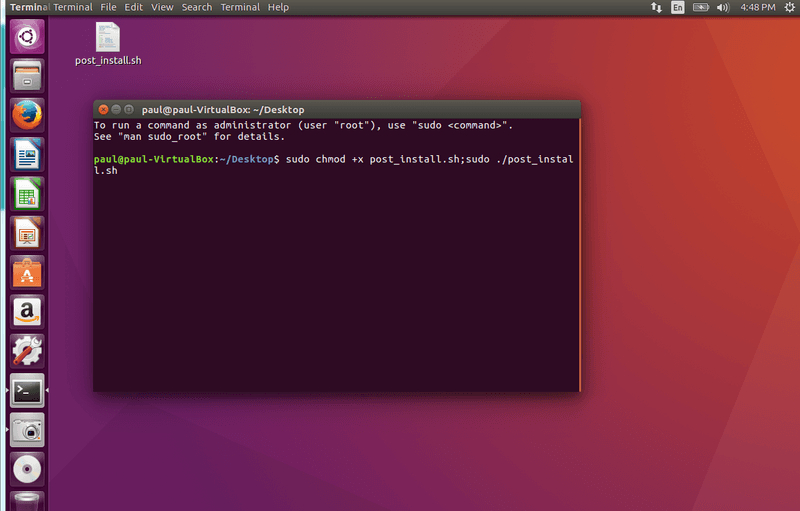 Terminal Terminal File Edit View Search Terminal Help
En
4:48 PM
post_install.sh
paul@paul-VirtualBox: ~/Desktop
To run a command as administrator (user "root"), use "sudo <command>".
See "man sudo_root" for details.
paul@paul-VirtualBox:~/Desktop$ sudo chmod +x post_install.sh;sudo ./post_instal
l.sh